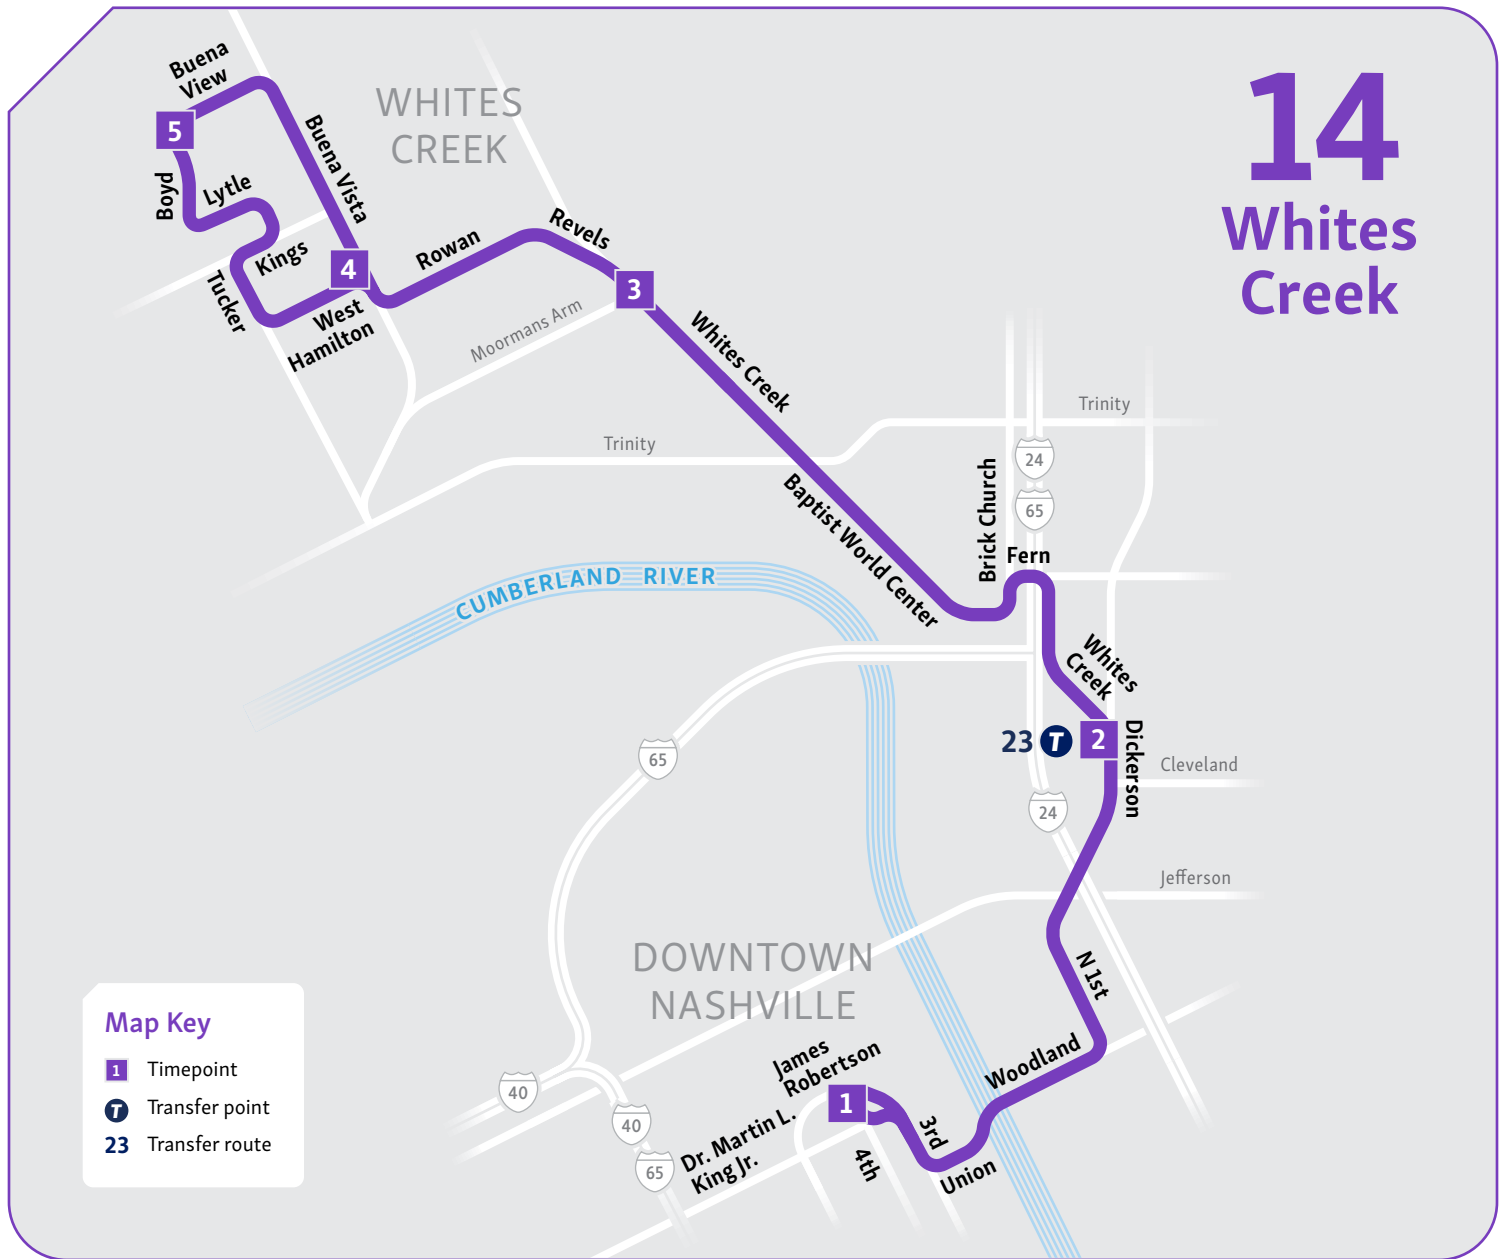 14
Whites
Creek
Buena
View
WHITES
CREEK
5
Buena Vista
Boyd
Lytle
Kings
4
Rowan
Revels
3
Tucker
West
Hamilton
Moormans Arm
Whites Creek
Trinity
Trinity
24
65
Brick Church
Fern
Baptist World Center
CUMBERLAND RIVER
Whites
Creek
23 T 2
Dickerson
Cleveland
65
24
Jefferson
DOWNTOWN
NASHVILLE
N 1st
Woodland
James
Robertson
1
3rd
Union
4th
Dr. Martin L.
King Jr.
40
40
65
Map Key
1 Timepoint
T Transfer point
23 Transfer route